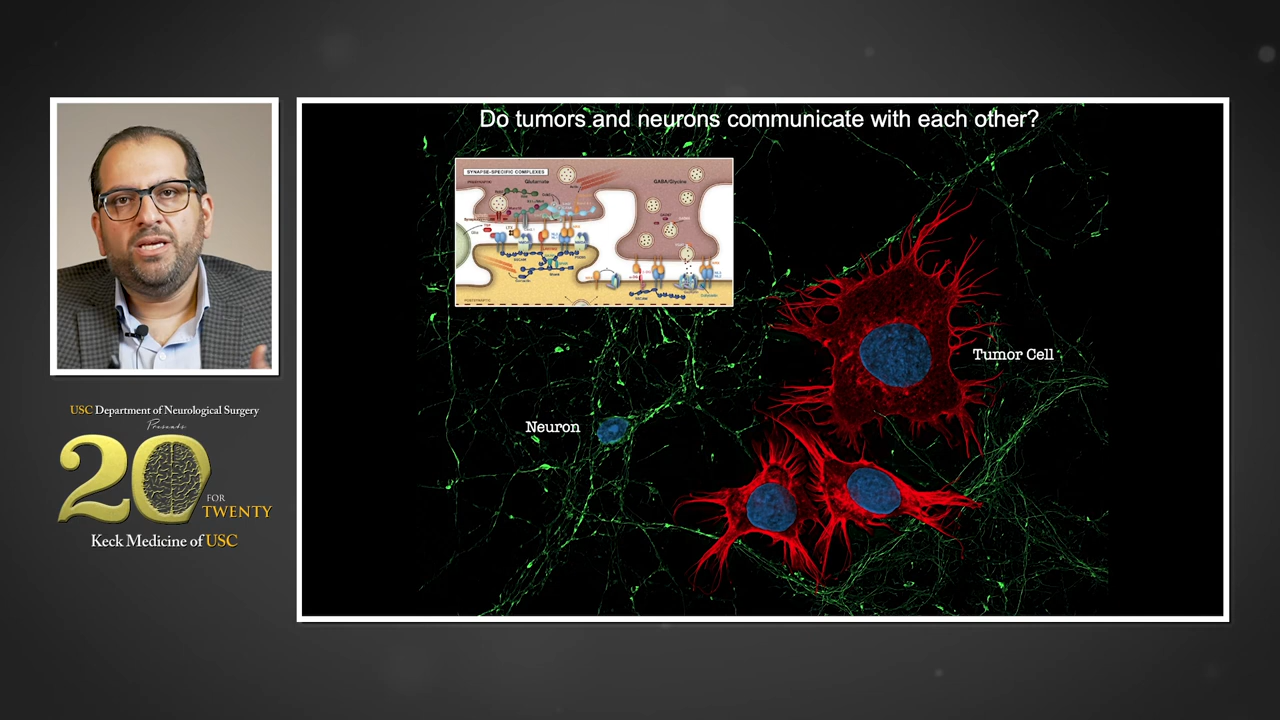 Do tumors and neurons communicate with each other?
SYNAPSE-SPECIFIC COMPLEXES
Glutamate
GABA/Glycine
Tumor Cell
Neuron
USC Department of Neurological Surgery
Presents
20
FOR
TWENTY
Keck Medicine of USC